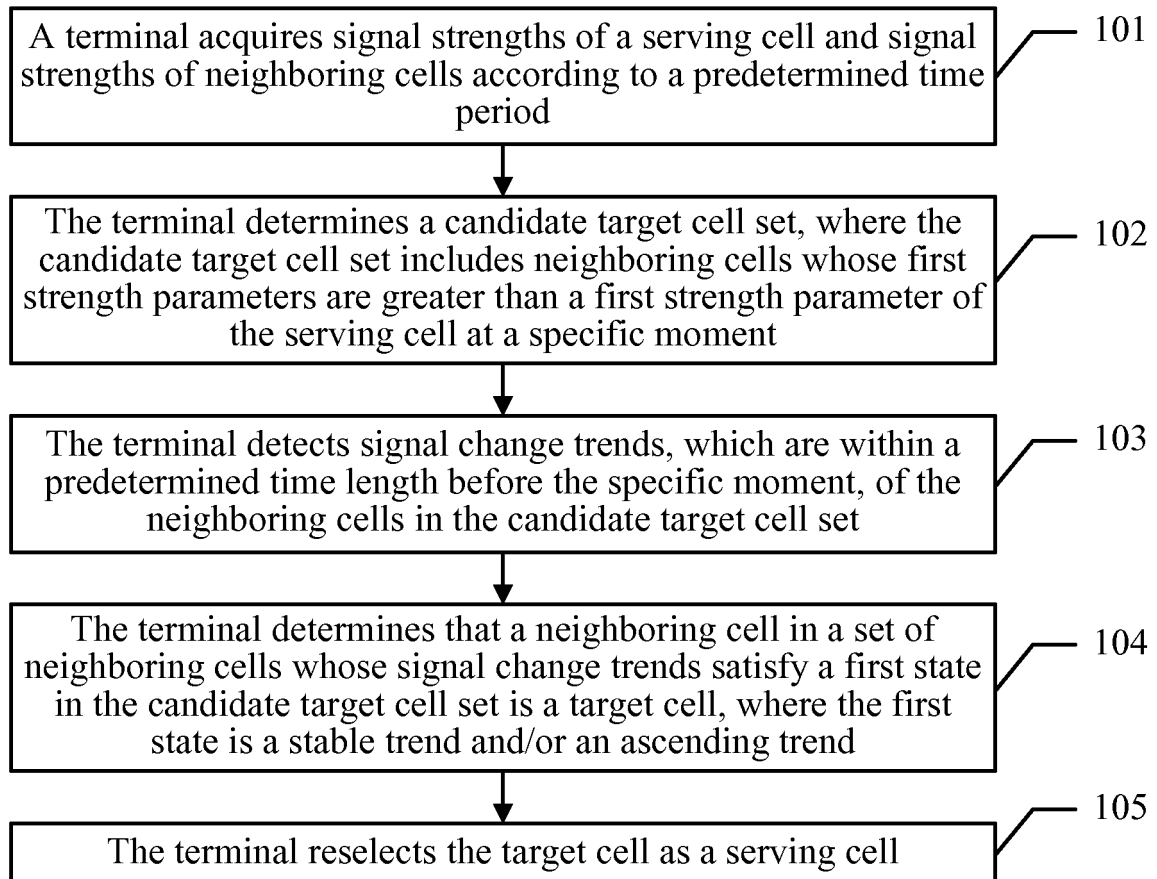 A terminal acquires signal strengths of a serving cell and signal
strengths of neighboring cells according to a predetermined time
period
101
The terminal determines a candidate target cell set, where the
candidate target cell set includes neighboring cells whose first
strength parameters are greater than a first strength parameter of
the serving cell at a specific moment
102
The terminal detects signal change trends, which are within a
predetermined time length before the specific moment, of the
neighboring cells in the candidate target cell set
103
The terminal determines that a neighboring cell in a set of
neighboring cells whose signal change trends satisfy a first state
in the candidate target cell set is a target cell, where the first
state is a stable trend and/or an ascending trend
104
The terminal reselects the target cell as a serving cell
105